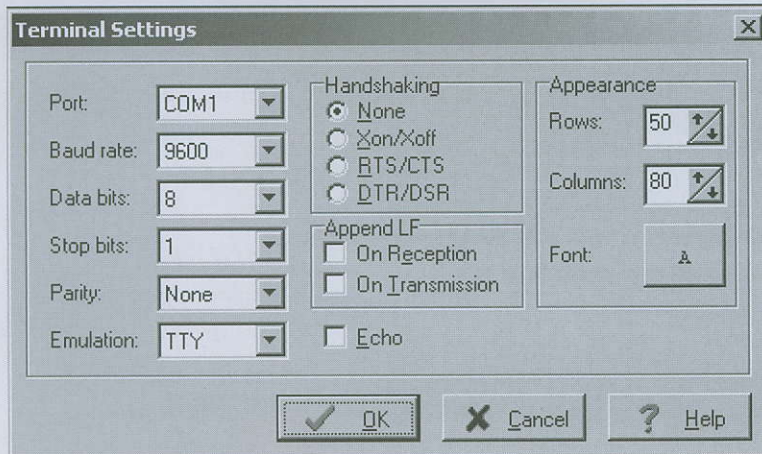 Terminal Settings
Port: COM1
Baud rate: 9600
Data bits: 8
Stop bits: 1
Parity: None
Emulation: TTY
Handshaking
None
Xon/Xoff
RTS/CTS
DTR/DSR
Append LF
On Reception
On Transmission
Echo
Appearance
Rows: 50
Columns: 80
Font: A
OK
Cancel
? Help